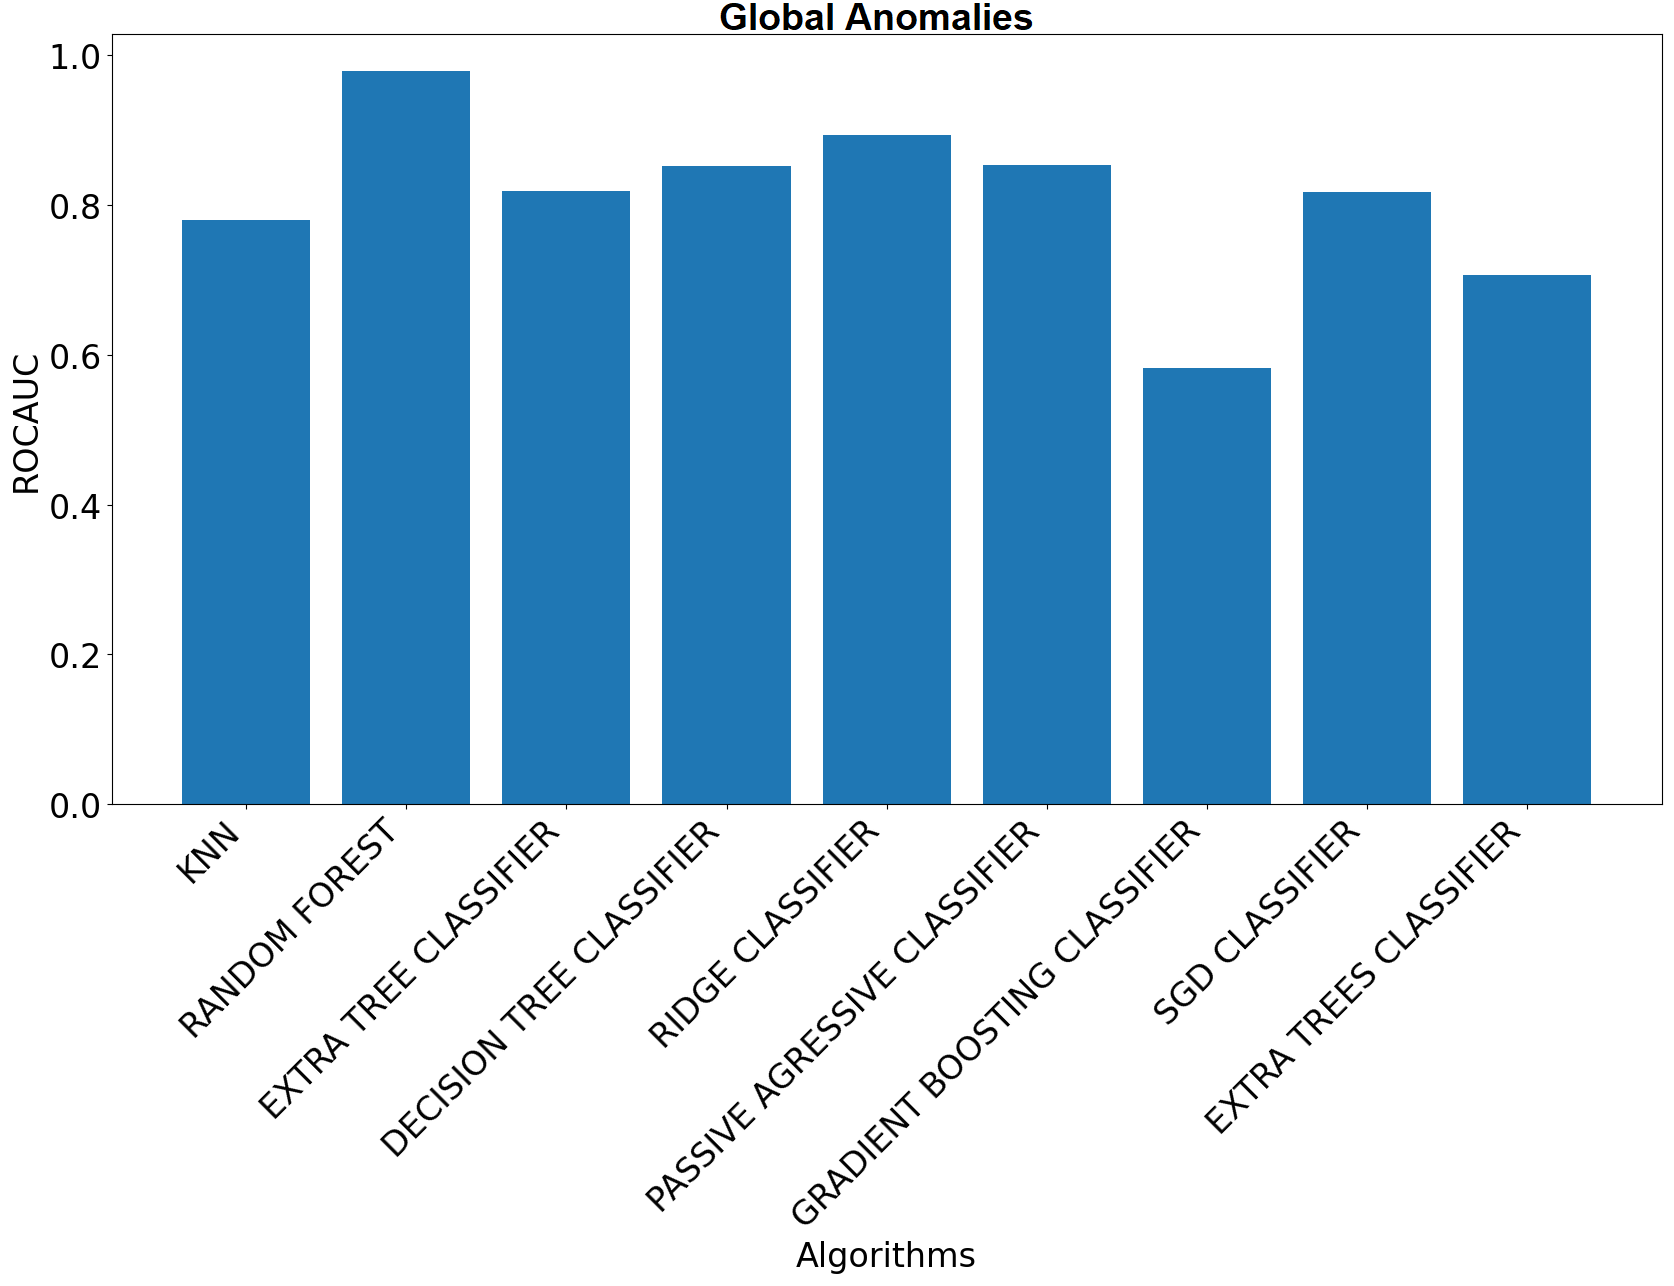 Global Anomalies
1.0
0.8
0.6
0.4
0.2
0.0
ROCAUC
KNN
RANDOM FOREST
EXTRA TREE CLASSIFIER
DECISION TREE CLASSIFIER
RIDGE CLASSIFIER
PASSIVE AGRESSIVE CLASSIFIER
GRADIENT BOOSTING CLASSIFIER
SGD CLASSIFIER
EXTRA TREES CLASSIFIER
Algorithms